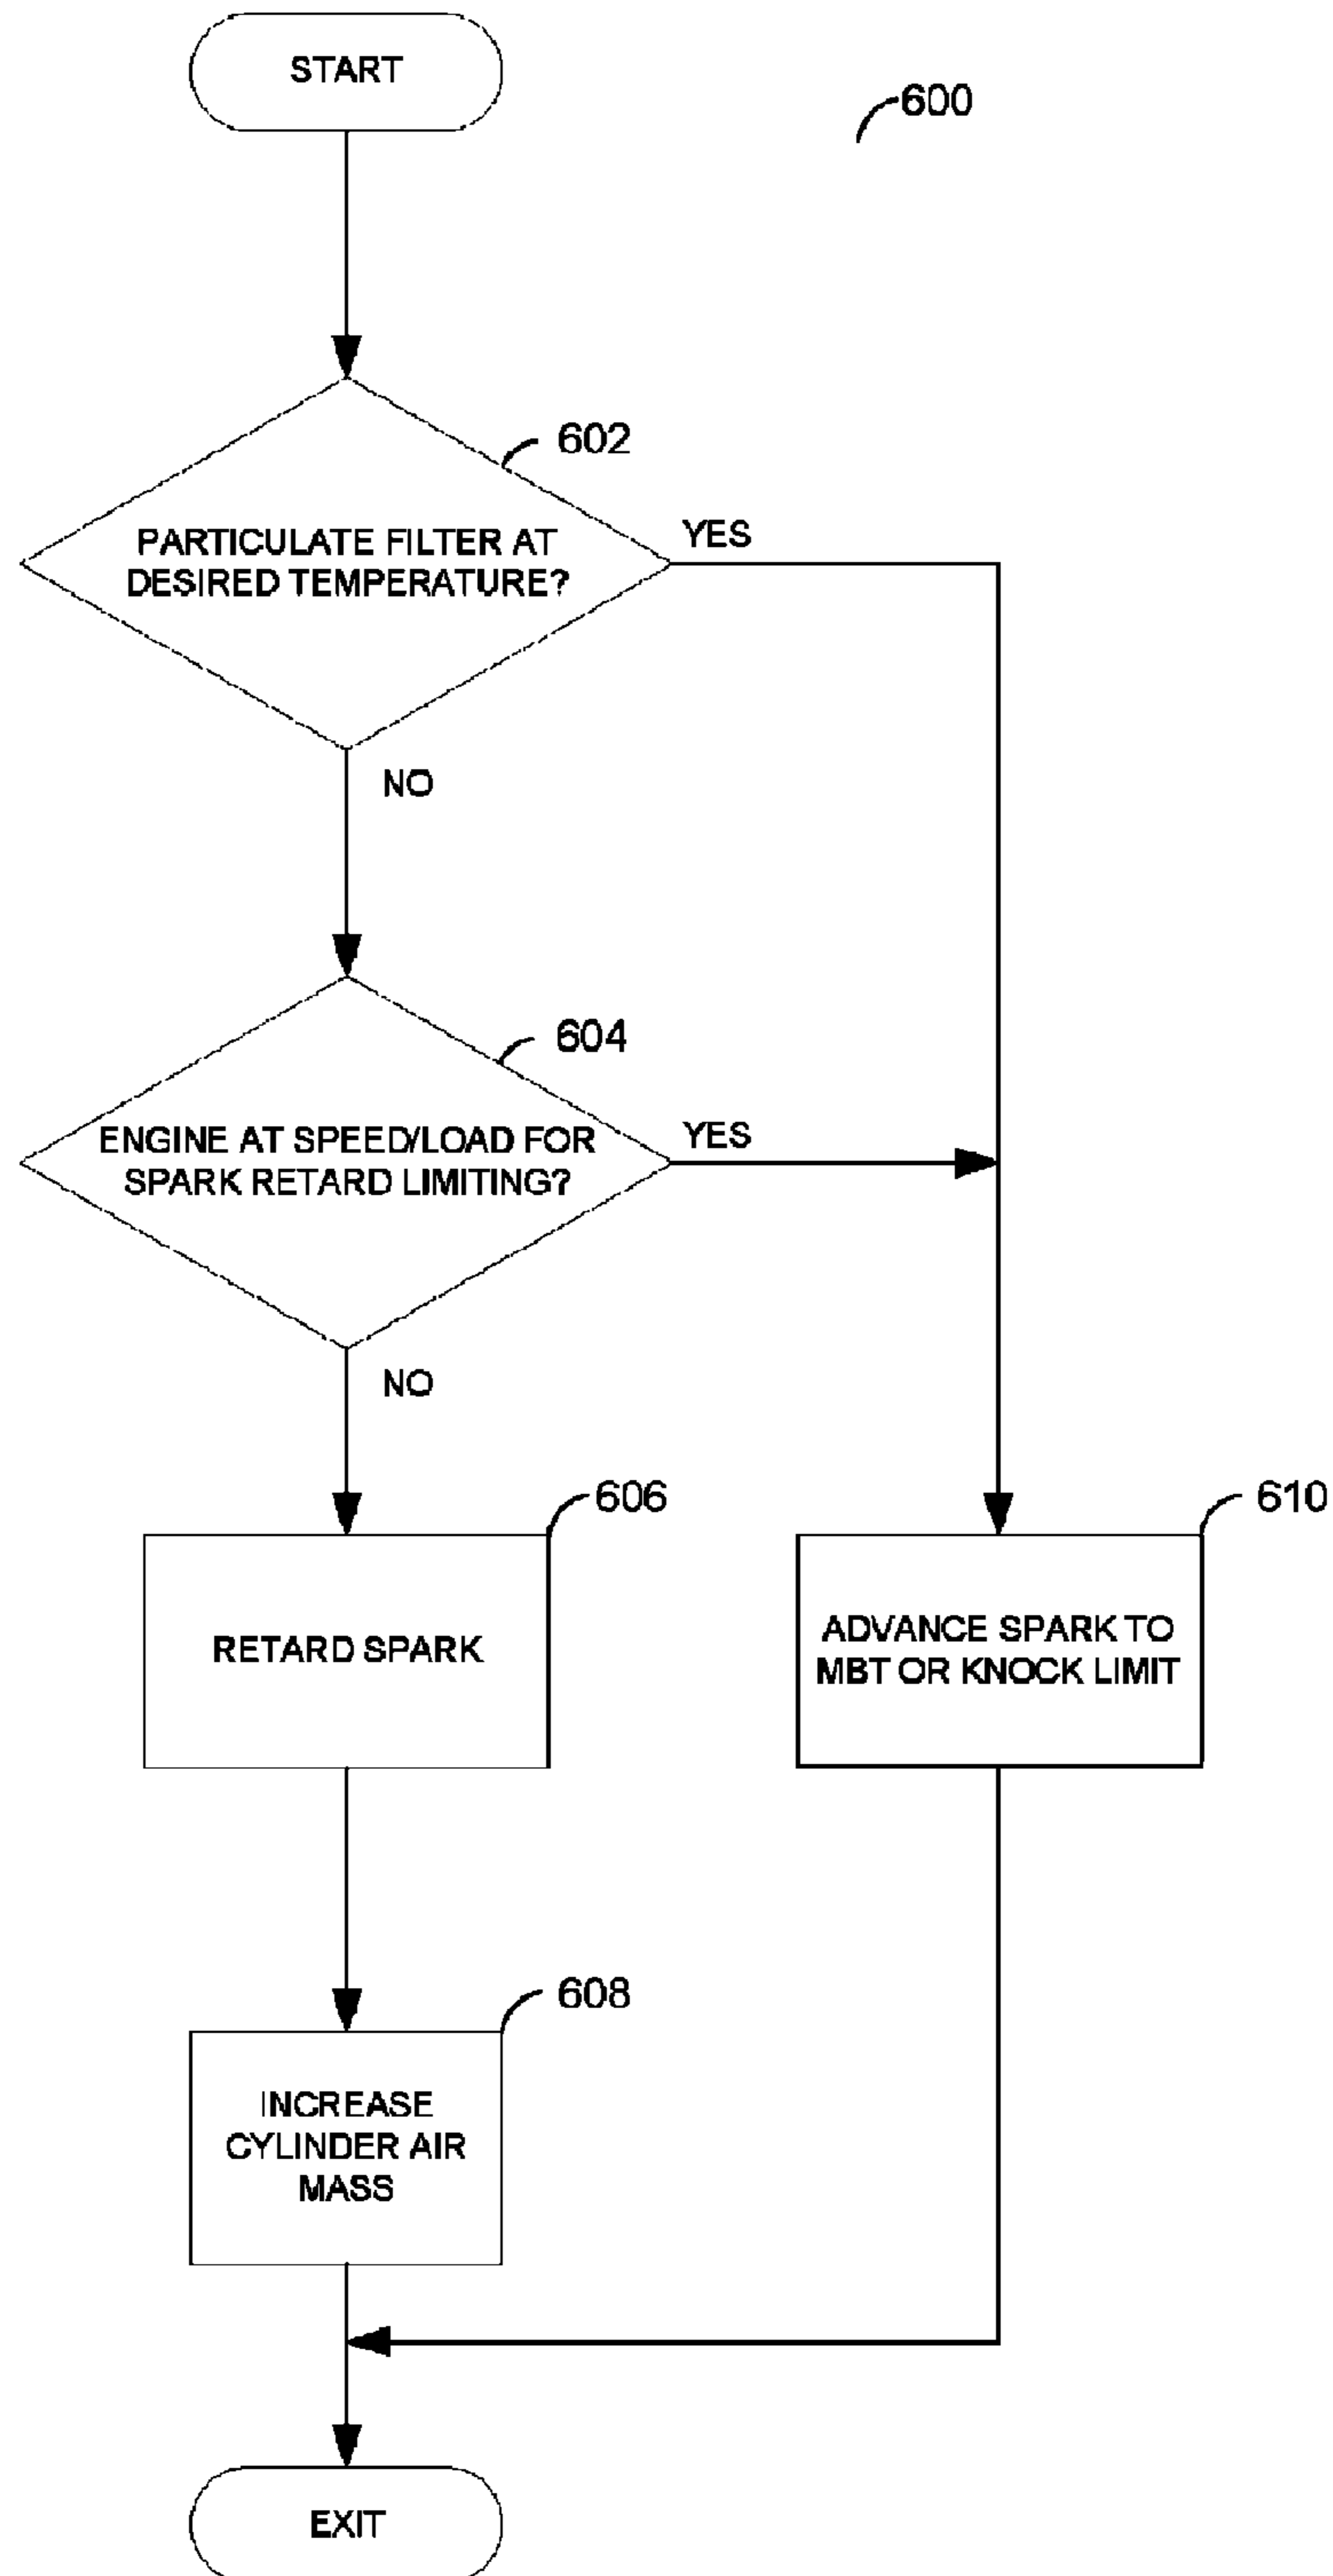 START
600
602
PARTICULATE FILTER AT
DESIRED TEMPERATURE?
YES
NO
604
ENGINE AT SPEED/LOAD FOR
SPARK RETARD LIMITING?
YES
NO
606
RETARD SPARK
610
ADVANCE SPARK TO
MBT OR KNOCK LIMIT
608
INCREASE
CYLINDER AIR
MASS
EXIT